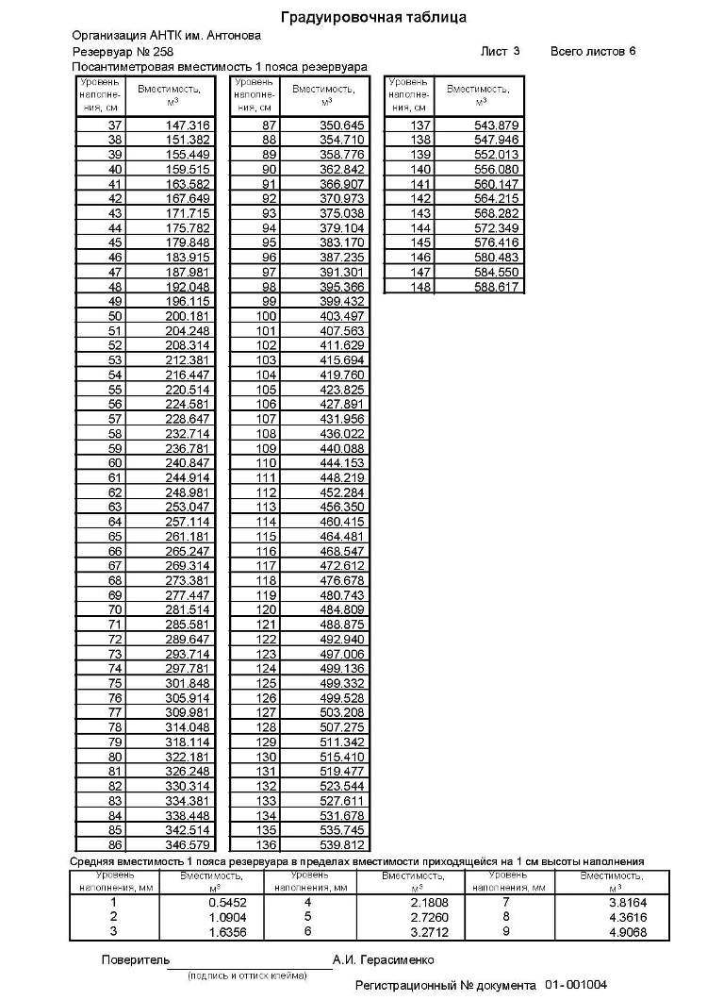 Градуировочная таблица
Организация АНТК им. Антонова
Резервуар № 258 Лист 3 Всего листов 6
Посантиметровая вместимость 1 пояса резервуара
Уровень наполне- ния, см Вместимость, м3 Уровень наполне- ния, см Вместимость, м3 Уровень наполне- ния, см Вместимость, м3
37 147.316 87 350.645 137 543.879
38 151.382 88 354.710 138 547.946
39 155.449 89 358.776 139 552.013
40 159.515 90 362.842 140 556.080
41 163.582 91 366.907 141 560.147
42 167.649 92 370.973 142 564.215
43 171.715 93 375.038 143 568.282
44 175.782 94 379.104 144 572.349
45 179.848 95 383.170 145 576.416
46 183.915 96 387.235 146 580.483
47 187.981 97 391.301 147 584.550
48 192.048 98 395.366 148 588.617
49 196.115 99 399.432
50 200.181 100 403.497
51 204.248 101 407.563
52 208.314 102 411.629
53 212.381 103 415.694
54 216.447 104 419.760
55 220.514 105 423.825
56 224.581 106 427.891
57 228.647 107 431.956
58 232.714 108 436.022
59 236.781 109 440.088
60 240.847 110 444.153
61 244.914 111 448.219
62 248.981 112 452.284
63 253.047 113 456.350
64 257.114 114 460.415
65 261.181 115 464.481
66 265.247 116 468.547
67 269.314 117 472.612
68 273.381 118 476.678
69 277.447 119 480.743
70 281.514 120 484.809
71 285.581 121 488.875
72 289.647 122 492.940
73 293.714 123 497.006
74 297.781 124 499.136
75 301.848 125 499.332
76 305.914 126 499.528
77 309.981 127 503.208
78 314.048 128 507.275
79 318.114 129 511.342
80 322.181 130 515.410
81 326.248 131 519.477
82 330.314 132 523.544
83 334.381 133 527.611
84 338.448 134 531.678
85 342.514 135 535.745
86 346.579 136 539.812
Средняя вместимость 1 пояса резервуара в пределах вместимости приходящейся на 1 см высоты наполнения
Уровень наполнения, мм Вместимость, м3 Уровень наполнения, мм Вместимость, м3 Уровень наполнения, мм Вместимость, м3
1 0.5452 4 2.1808 7 3.8164
2 1.0904 5 2.7260 8 4.3616
3 1.6356 6 3.2712 9 4.9068
Поверитель А.И. Герасименко
(подпись и оттиск клейма)
Регистрационный № документа 01-001004